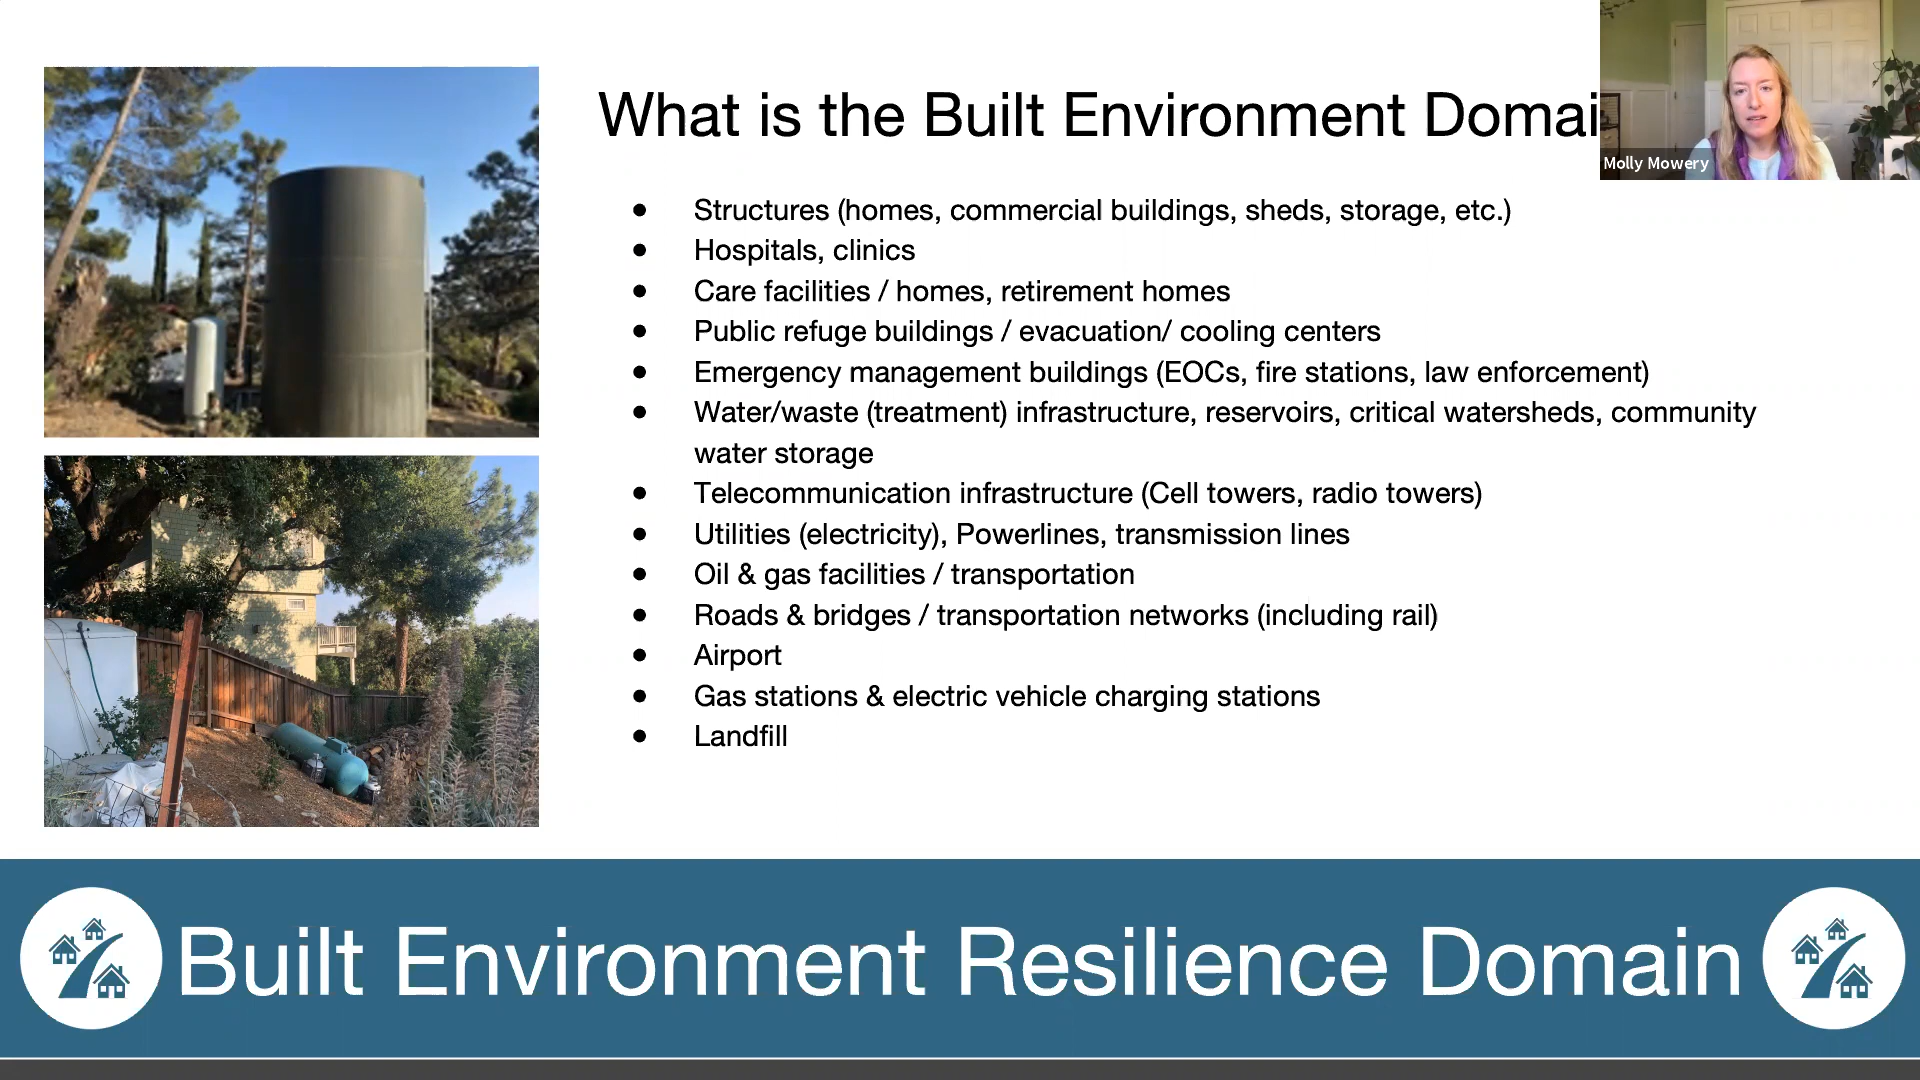 What is the Built Environment Domai
Molly Mowery
● Structures (homes, commercial buildings, sheds, storage, etc.)
● Hospitals, clinics
● Care facilities / homes, retirement homes
● Public refuge buildings / evacuation/ cooling centers
● Emergency management buildings (EOCs, fire stations, law enforcement)
● Water/waste (treatment) infrastructure, reservoirs, critical watersheds, community
water storage
● Telecommunication infrastructure (Cell towers, radio towers)
● Utilities (electricity), Powerlines, transmission lines
● Oil & gas facilities / transportation
● Roads & bridges / transportation networks (including rail)
● Airport
● Gas stations & electric vehicle charging stations
● Landfill
Built Environment Resilience Domain